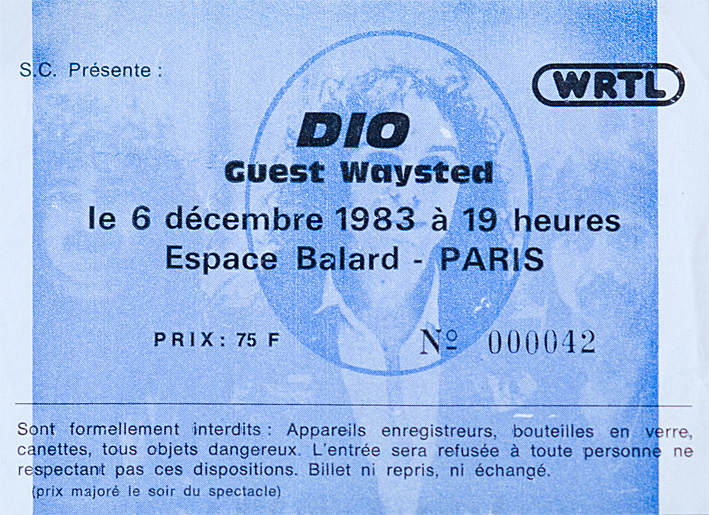 S.C. Présente :
WRTL
DIO
Guest Waysted
le 6 décembre 1983 à 19 heures
Espace Balard - PARIS
PRIX : 75 F
Nº 000042
Sont formellement interdits : Appareils enregistreurs, bouteilles en verre,
canettes, tous objets dangereux. L'entrée sera refusée à toute personne ne
respectant pas ces dispositions. Billet ni repris, ni échangé.
(prix majoré le soir du spectacle)